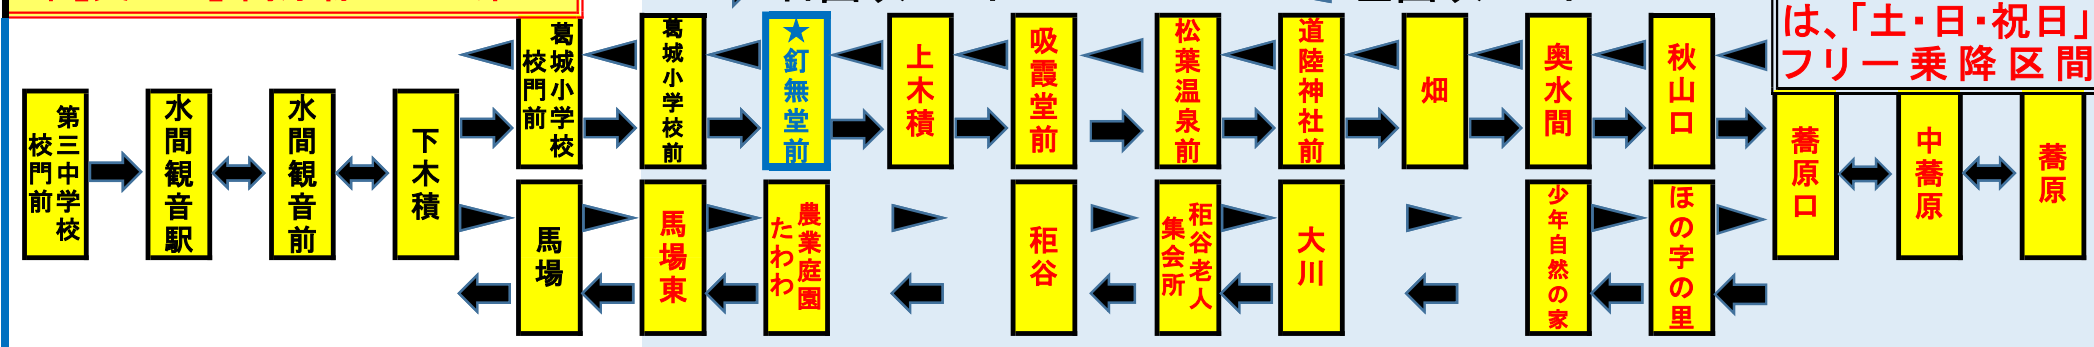 は、「土・日・祝日」
フリー乗降区間
第三中学校
校門前
水間観音駅
水間観音前
下木積
葛城小学校
校門前
葛城小学校前
★釘無堂前
上木積
吸霞堂前
松葉温泉前
道陸神社前
畑
奥水間
秋山口
馬場
馬場東
農業庭園
たわわ
秬谷
秬谷老人
集会所
大川
少年自然の家
ほの字の里
蕎原口
中蕎原
蕎原